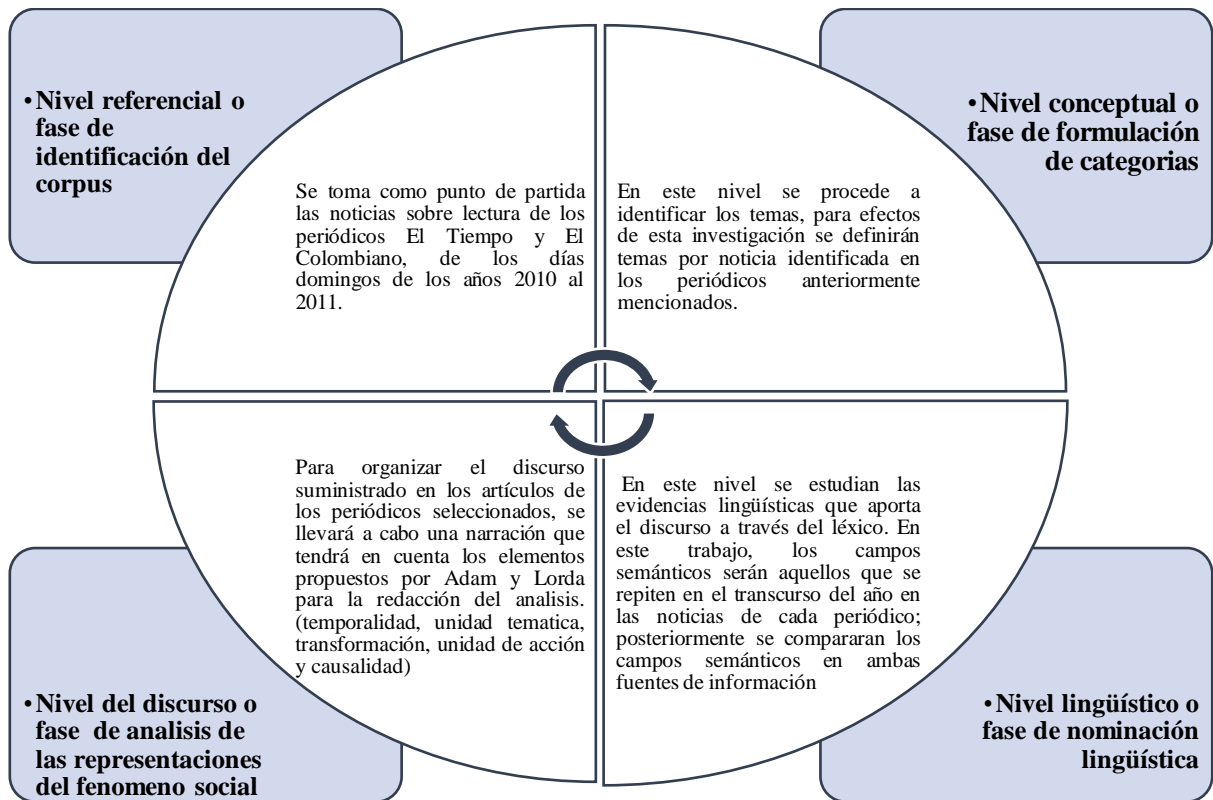 •Nivel referencial o
fase de
identificación del
corpus
Se toma como punto de partida
las noticias sobre lectura de los
periódicos El Tiempo y El
Colombiano, de los días
domingos de los años 2010 al
2011.
•Nivel conceptual o
fase de formulación
de categorias
En este nivel se procede a
identificar los temas, para efectos
de esta investigación se definirán
temas por noticia identificada en
los periódicos anteriormente
mencionados.
Para organizar el discurso
suministrado en los artículos de
los periódicos seleccionados, se
llevará a cabo una narración que
tendrá en cuenta los elementos
propuestos por Adam y Lorda
para la redacción del analisis.
(temporalidad, unidad tematica,
transformación, unidad de acción
y causalidad)
•Nivel del discurso o
fase de analisis de
las representaciones
del fenomeno social
En este nivel se estudian las
evidencias lingüísticas que aporta
el discurso a través del léxico. En
este trabajo, los campos
semánticos serán aquellos que se
repiten en el transcurso del año en
las noticias de cada periódico;
posteriormente se compararan los
campos semánticos en ambas
fuentes de información
•Nivel lingüístico o
fase de nominación
lingüística